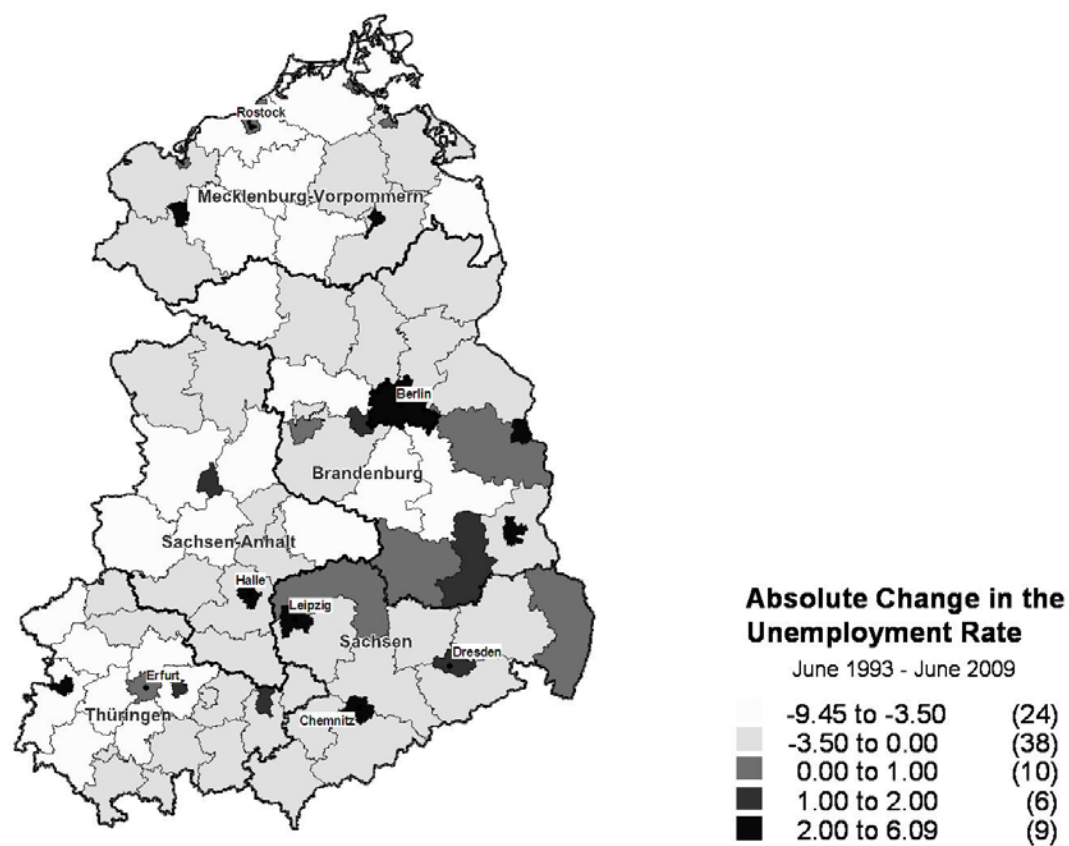 Rostock
Mecklenburg-Vorpommern
Berlin
Brandenburg
Sachsen-Anhalt
Halle
Leipzig
Sachsen
Dresden
Erfurt
Thüringen
Chemnitz
Absolute Change in the
Unemployment Rate
June 1993 - June 2009
-9.45 to -3.50 (24)
-3.50 to 0.00 (38)
0.00 to 1.00 (10)
1.00 to 2.00 (6)
2.00 to 6.09 (9)